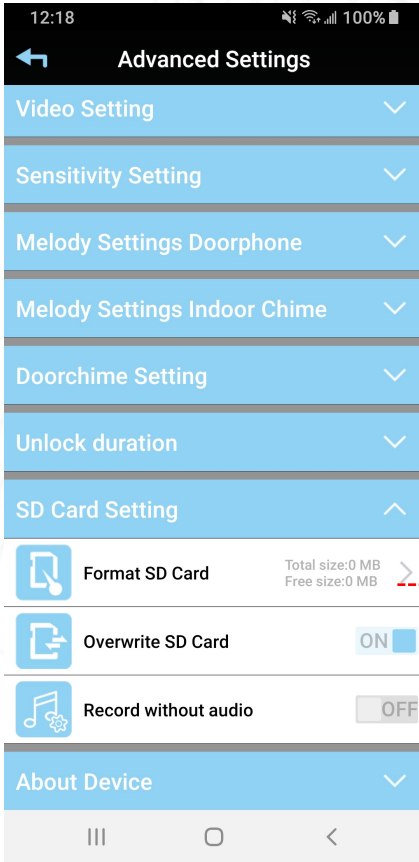 12:18 100%
Advanced Settings
Video Setting
Sensitivity Setting
Melody Settings Doorphone
Melody Settings Indoor Chime
Doorchime Setting
Unlock duration
SD Card Setting
Format SD Card Total size:0 MB
Free size:0 MB
Overwrite SD Card ON
Record without audio OFF
About Device